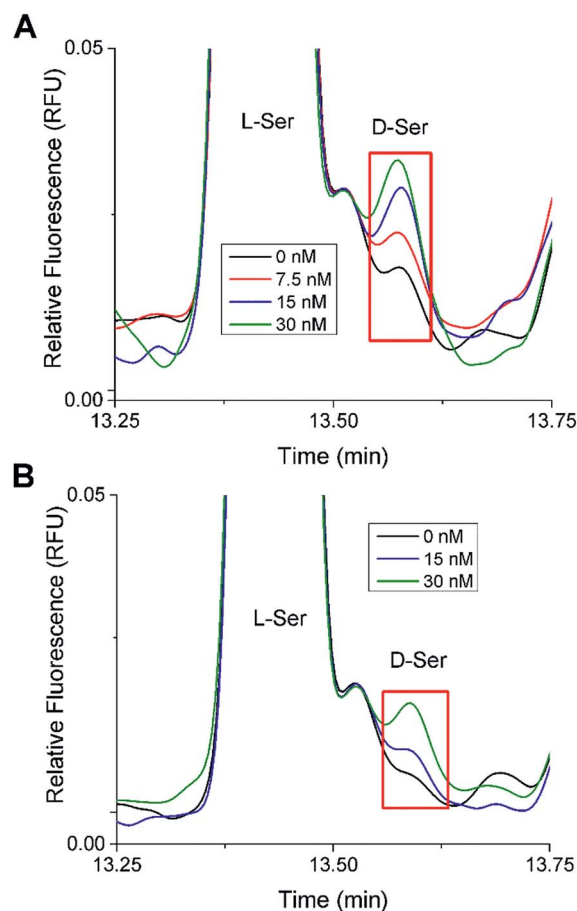 A
0.05
L-Ser
D-Ser
Relative Fluorescence (RFU)
0 nM
7.5 nM
15 nM
30 nM
0.00
13.25
13.50
13.75
Time (min)
B
0.05
0 nM
15 nM
30 nM
L-Ser
D-Ser
Relative Fluorescence (RFU)
0.00
13.25
13.50
13.75
Time (min)